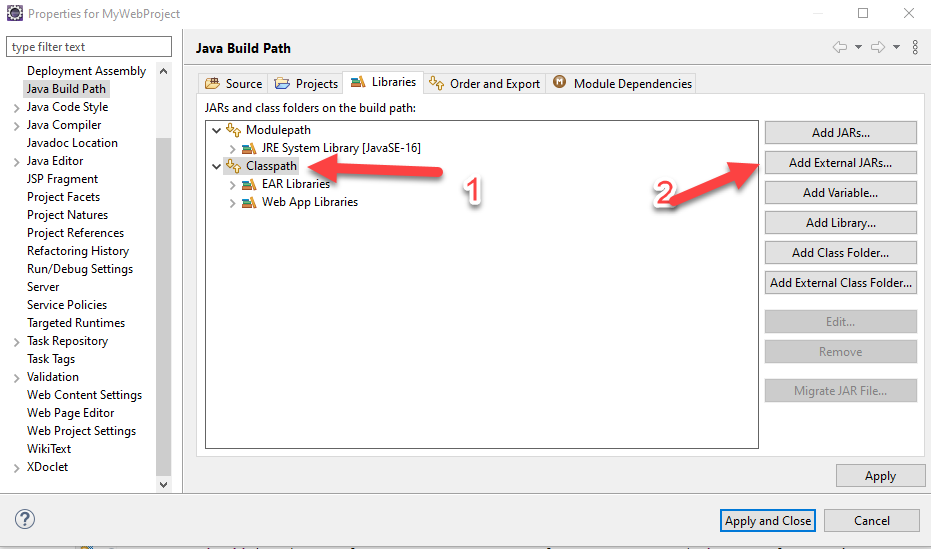 Properties for MyWebProject
type filter text
Deployment Assembly
Java Build Path
Java Code Style
Java Compiler
Javadoc Location
Java Editor
JSP Fragment
Project Facets
Project Natures
Project References
Refactoring History
Run/Debug Settings
Server
Service Policies
Targeted Runtimes
Task Repository
Task Tags
Validation
Web Content Settings
Web Page Editor
Web Project Settings
WikiText
XDoclet
Java Build Path
Source Projects Libraries Order and Export Module Dependencies
JARs and class folders on the build path:
Modulepath
JRE System Library [JavaSE-16]
Classpath
EAR Libraries
Web App Libraries
1
2
Add JARs...
Add External JARs...
Add Variable...
Add Library...
Add Class Folder...
Add External Class Folder...
Edit...
Remove
Migrate JAR File...
Apply
?
Apply and Close Cancel